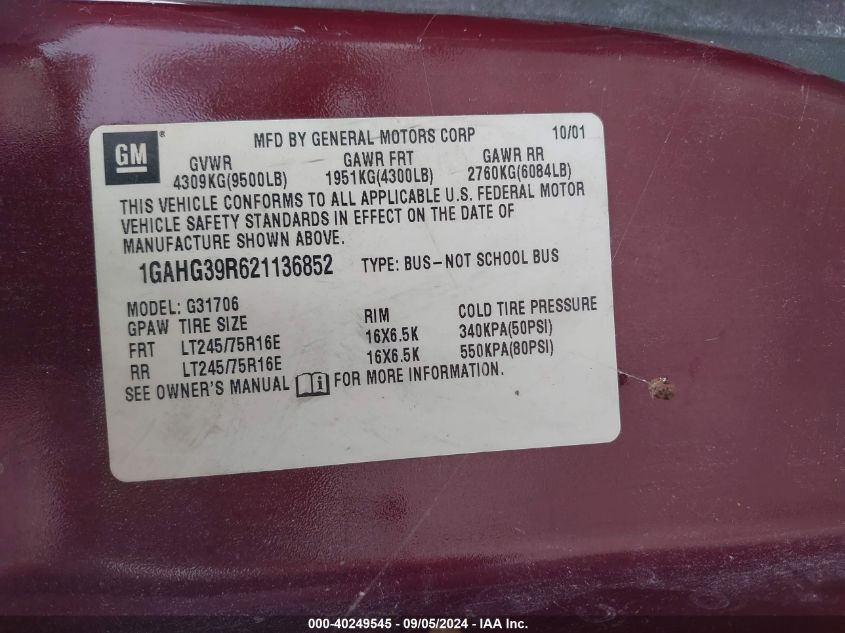 GM ® MFD BY GENERAL MOTORS CORP 10/01
GVWR GAWR FRT GAWR RR
4309KG(9500LB) 1951KG(4300LB) 2760KG(6084LB)
THIS VEHICLE CONFORMS TO ALL APPLICABLE U.S. FEDERAL MOTOR
VEHICLE SAFETY STANDARDS IN EFFECT ON THE DATE OF
MANUFACTURE SHOWN ABOVE.
1GAHG39R621136852 TYPE: BUS-NOT SCHOOL BUS
MODEL: G31706
GPAW TIRE SIZE RIM COLD TIRE PRESSURE
FRT LT245/75R16E 16X6.5K 340KPA(50PSI)
RR LT245/75R16E 16X6.5K 550KPA(80PSI)
SEE OWNER'S MANUAL i FOR MORE INFORMATION.
000-40249545 - 09/05/2024 - IAA Inc.